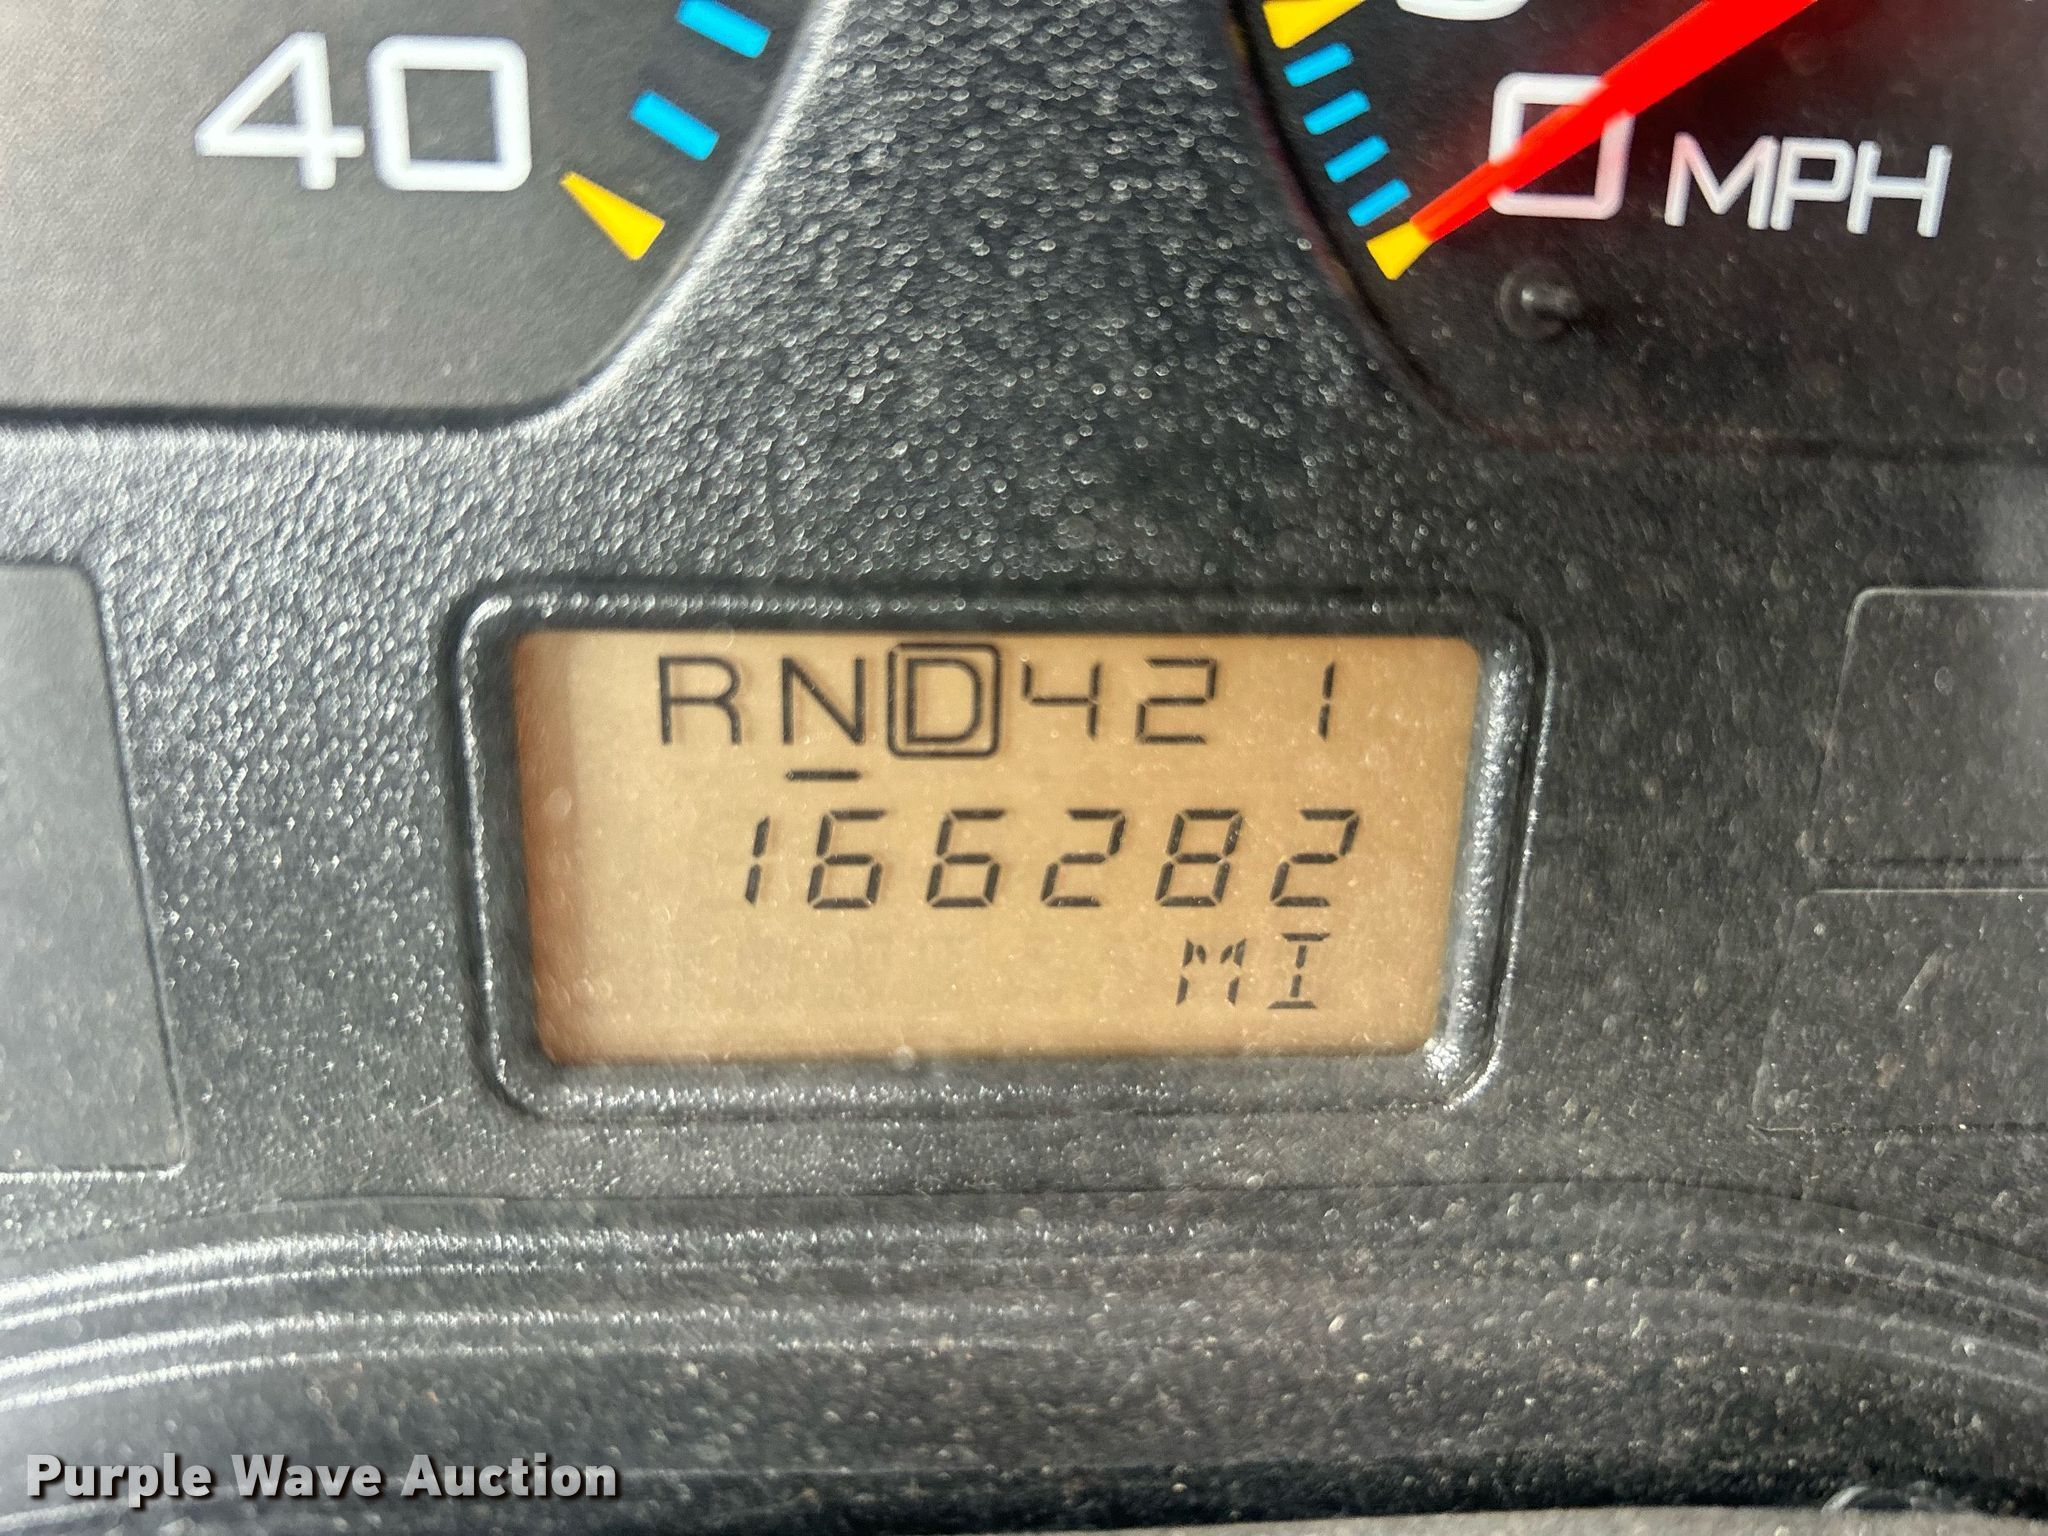 40
0 MPH
RND421
166282
MI
Purple Wave Auction